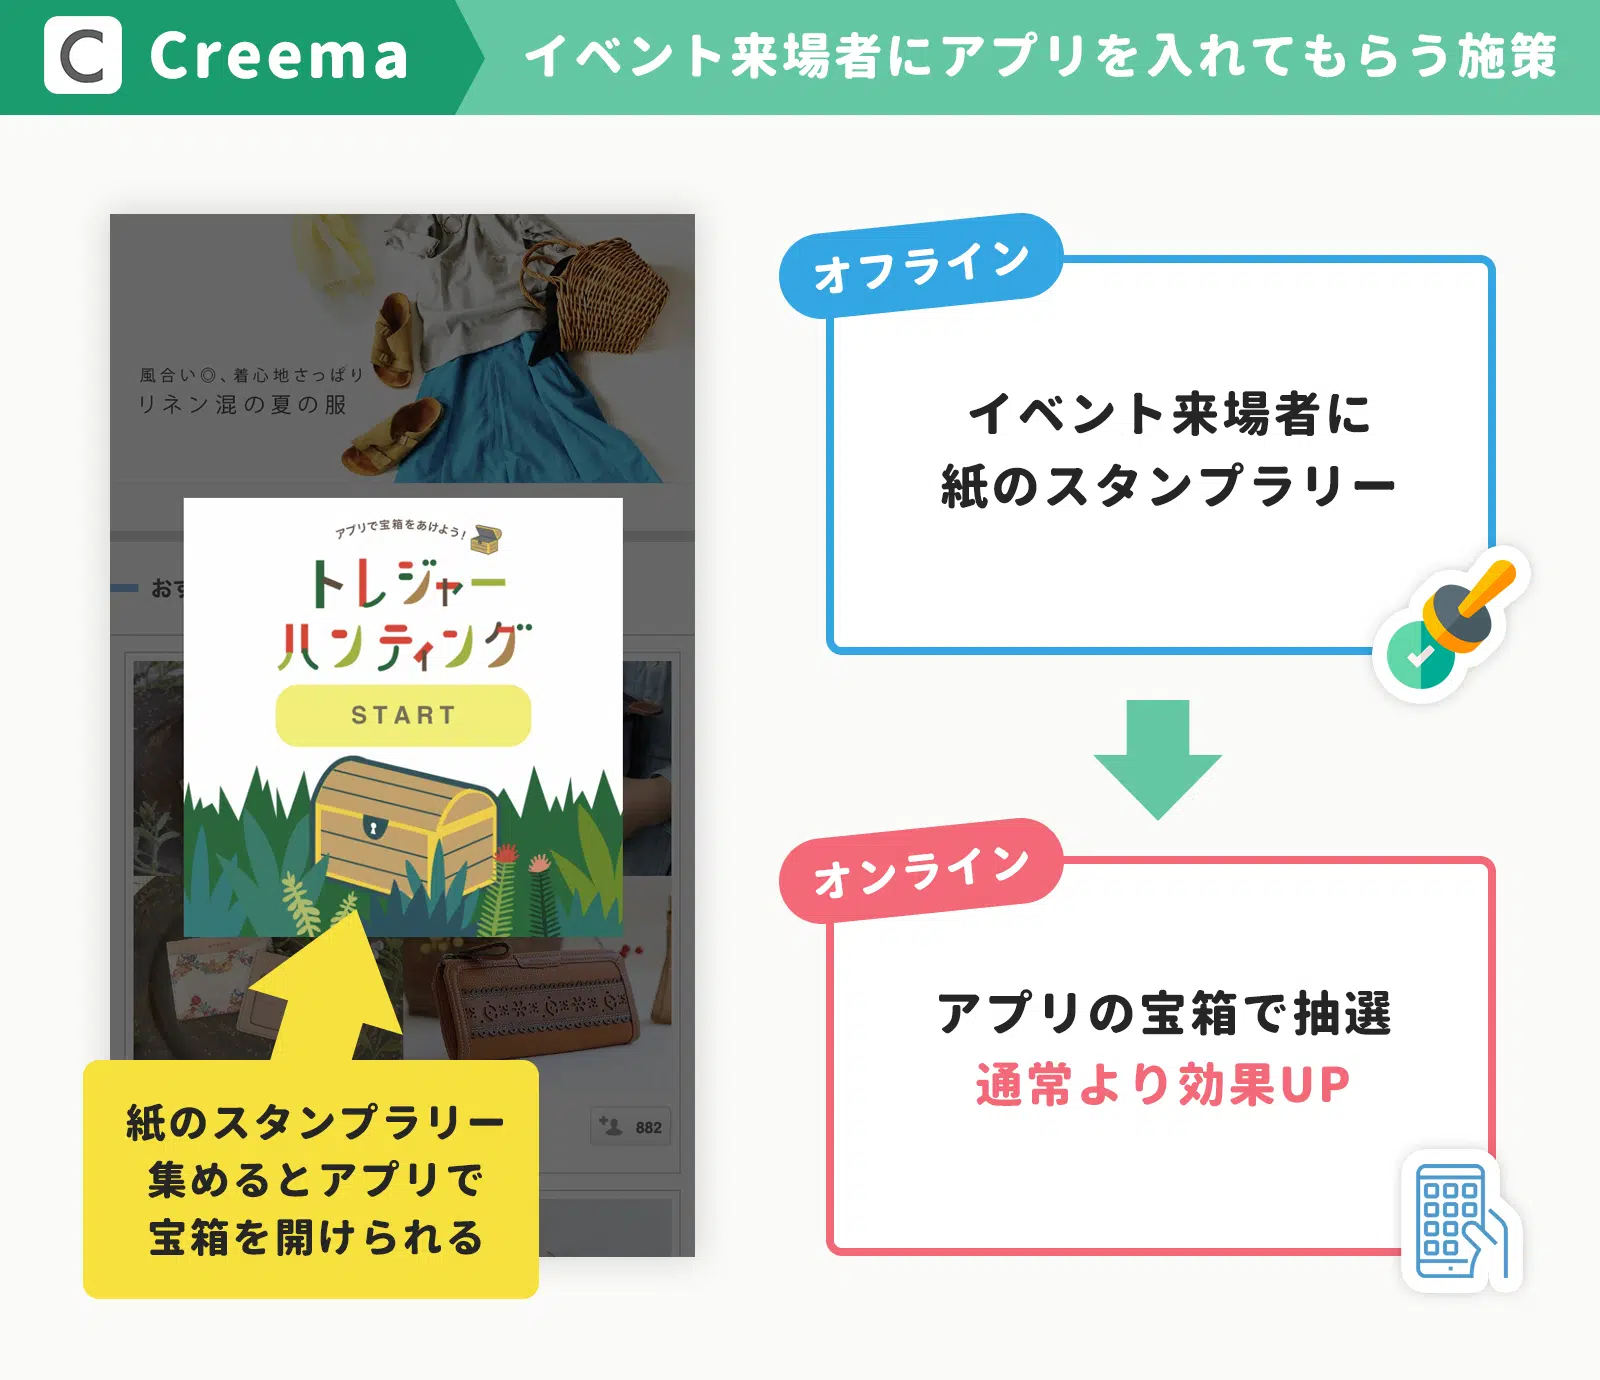 C Creema
イベント来場者にアプリを入れてもらう施策
風合い◎、着心地さっぱり
リネン混の夏の服
おす
アプリで宝箱をあけよう！
トレジャー
ハンティング
START
882
紙のスタンプラリー
集めるとアプリで
宝箱を開けられる
オフライン
イベント来場者に
紙のスタンプラリー
オンライン
アプリの宝箱で抽選
通常より効果UP